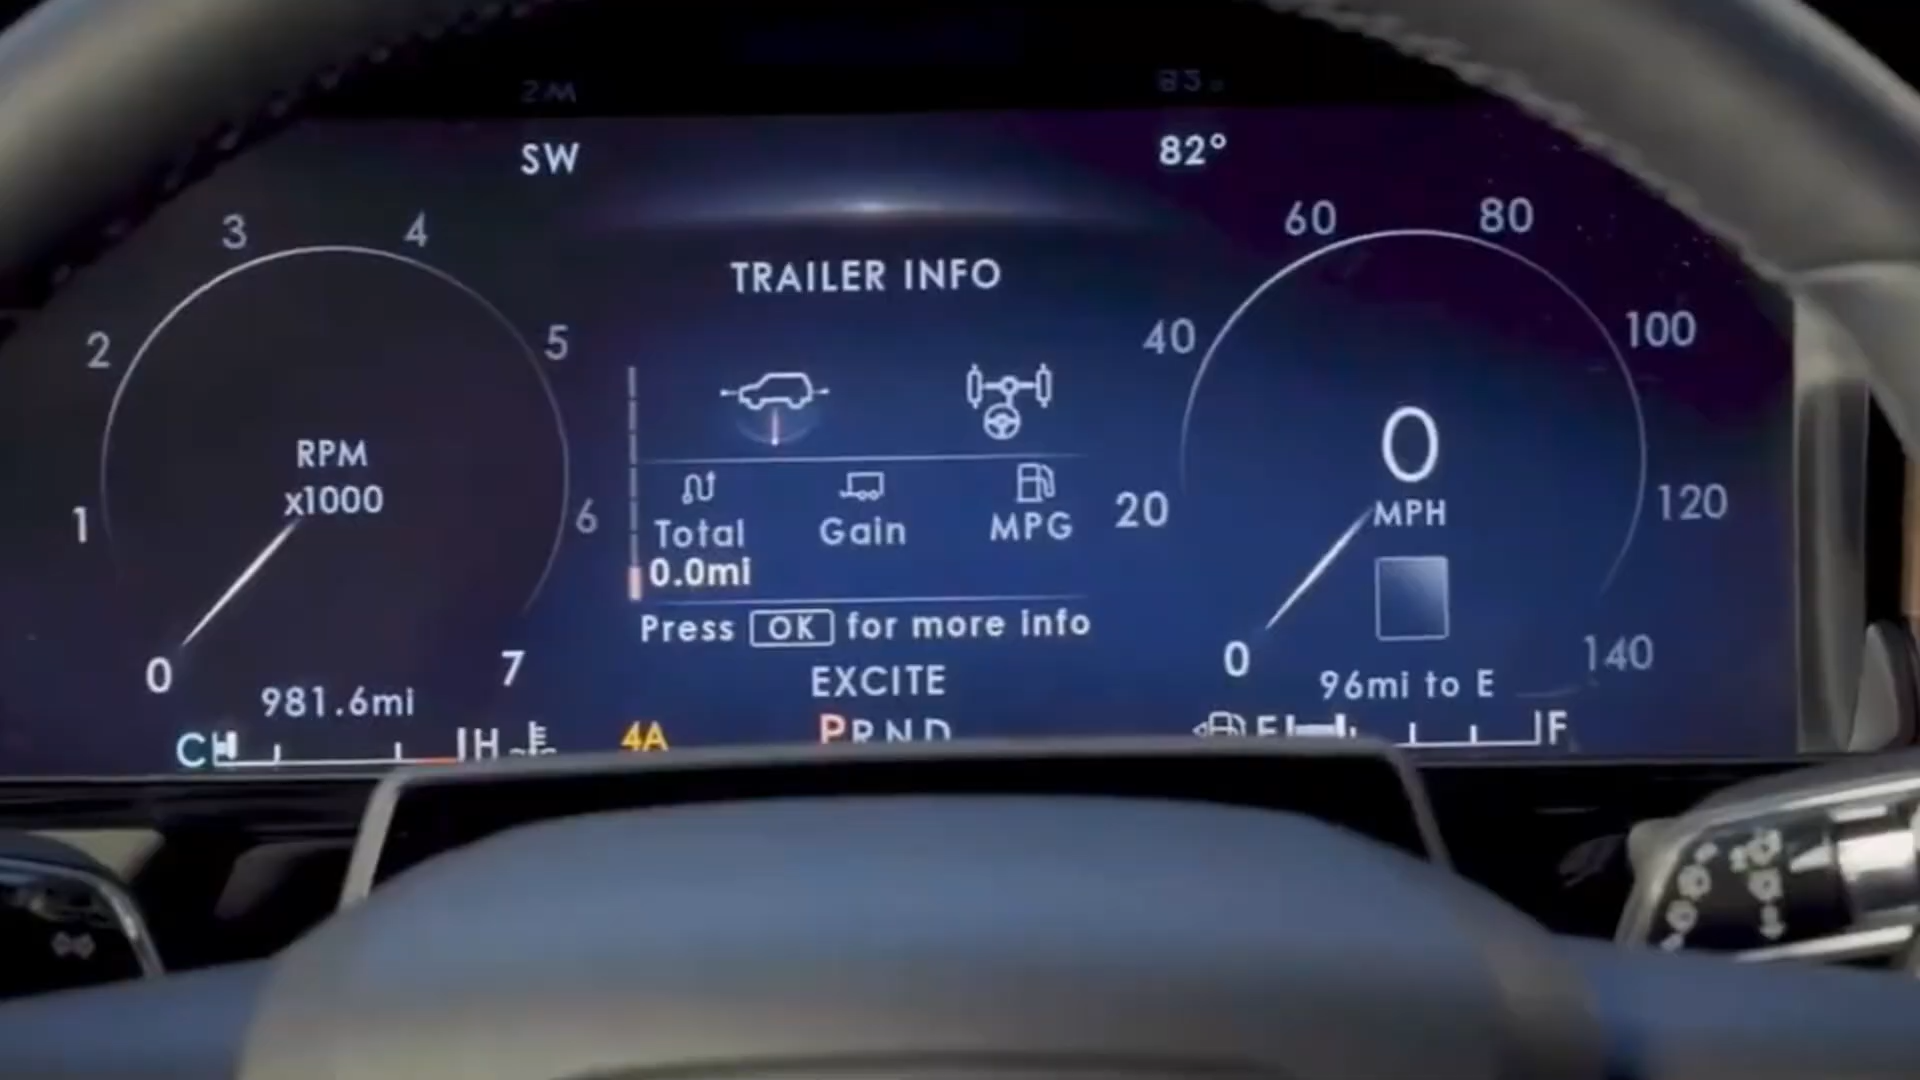 SW
82°
TRAILER INFO
3
4
2
5
1
6
0
7
RPM
x1000
981.6mi
C
H
Total
0.0mi
Gain
MPG
Press OK for more info
EXCITE
4A
P R N D
60
80
40
100
20
120
0
140
0
MPH
96mi to E
E
F